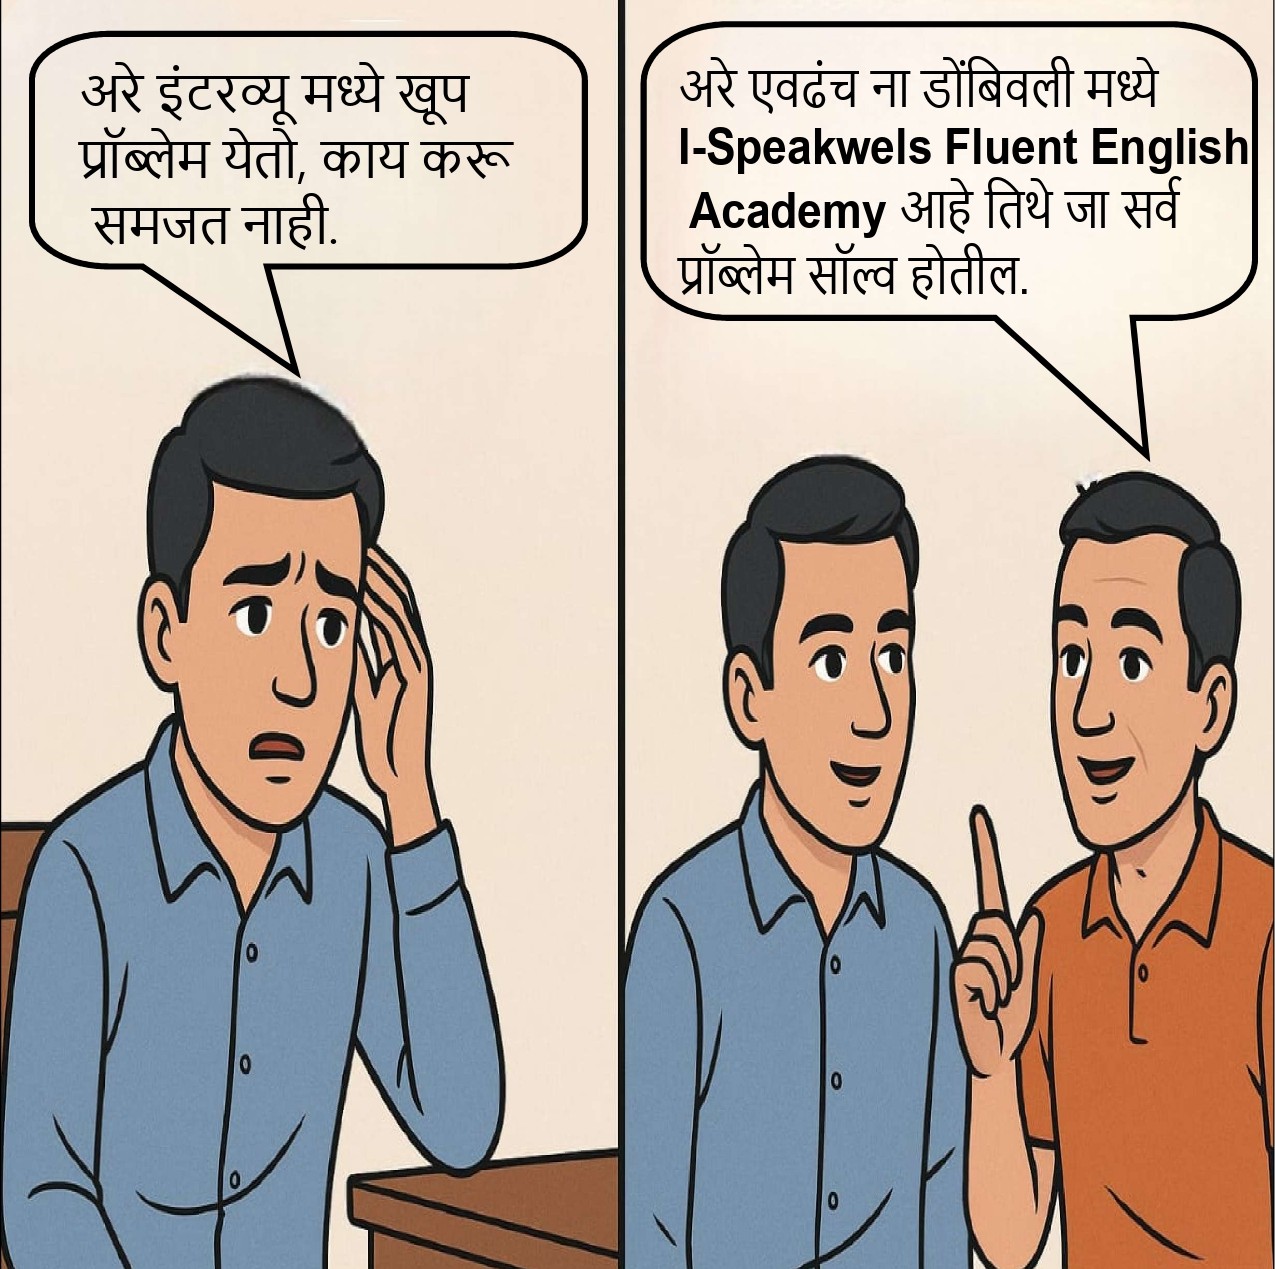 अरे इंटरव्यू मध्ये खूप
प्रॉब्लेम येतो, काय करू
समजत नाही.
अरे एवढंच ना डोंबिवली मध्ये
I-Speakwels Fluent English
Academy आहे तिथे जा सर्व
प्रॉब्लेम सॉल्व होतील.